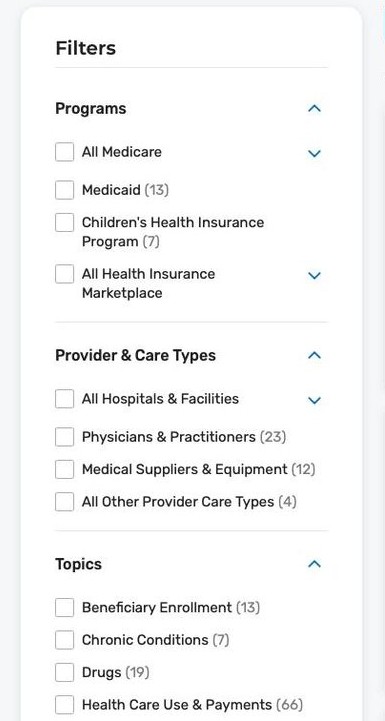 Filters
Programs
All Medicare
Medicaid (13)
Children's Health Insurance
Program (7)
All Health Insurance
Marketplace
Provider & Care Types
All Hospitals & Facilities
Physicians & Practitioners (23)
Medical Suppliers & Equipment (12)
All Other Provider Care Types (4)
Topics
Beneficiary Enrollment (13)
Chronic Conditions (7)
Drugs (19)
Health Care Use & Payments (66)